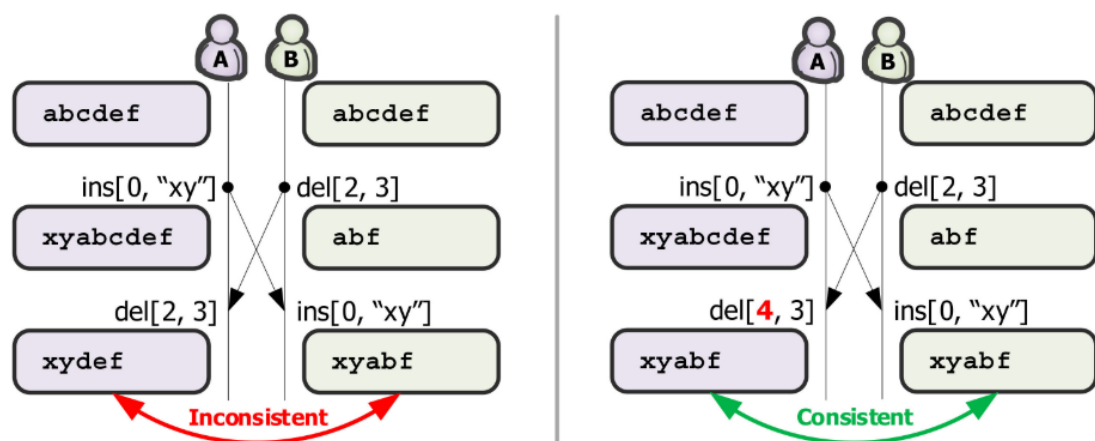 A B
abcdef abcdef
ins[0, “xy”] del[2, 3]
xyabcdef abf
del[2, 3] ins[0, “xy”]
xydef xyabf
Inconsistent
A B
abcdef abcdef
ins[0, “xy”] del[2, 3]
xyabcdef abf
del[4, 3] ins[0, “xy”]
xyabf xyabf
Consistent